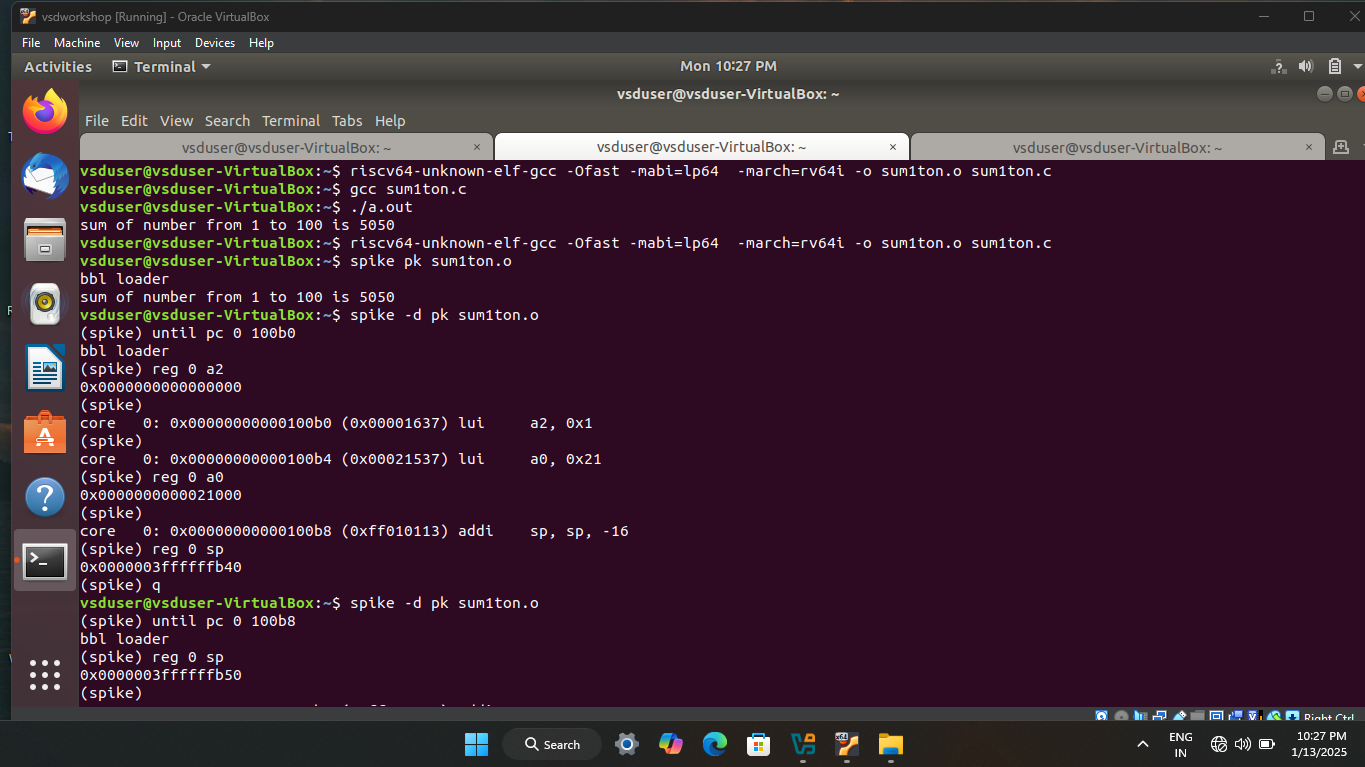 vsdworkshop [Running] - Oracle VirtualBox
File Machine View Input Devices Help
Activities Terminal Mon 10:27 PM
vsduser@vsduser-VirtualBox: ~
File Edit View Search Terminal Tabs Help
vsduser@vsduser-VirtualBox: ~ × vsduser@vsduser-VirtualBox: ~ × vsduser@vsduser-VirtualBox: ~ ×
vsduser@vsduser-VirtualBox:~$ riscv64-unknown-elf-gcc -Ofast -mabi=lp64  -march=rv64i -o sum1ton.o sum1ton.c
vsduser@vsduser-VirtualBox:~$ gcc sum1ton.c
vsduser@vsduser-VirtualBox:~$ ./a.out
sum of number from 1 to 100 is 5050
vsduser@vsduser-VirtualBox:~$ riscv64-unknown-elf-gcc -Ofast -mabi=lp64  -march=rv64i -o sum1ton.o sum1ton.c
vsduser@vsduser-VirtualBox:~$ spike pk sum1ton.o
bbl loader
sum of number from 1 to 100 is 5050
vsduser@vsduser-VirtualBox:~$ spike -d pk sum1ton.o
(spike) until pc 0 100b0
bbl loader
(spike) reg 0 a2
0x0000000000000000
(spike)
core   0: 0x00000000000100b0 (0x00001637) lui     a2, 0x1
(spike)
core   0: 0x00000000000100b4 (0x00021537) lui     a0, 0x21
(spike) reg 0 a0
0x0000000000021000
(spike)
core   0: 0x00000000000100b8 (0xff010113) addi    sp, sp, -16
(spike) reg 0 sp
0x0000003ffffffb40
(spike) q
vsduser@vsduser-VirtualBox:~$ spike -d pk sum1ton.o
(spike) until pc 0 100b8
bbl loader
(spike) reg 0 sp
0x0000003ffffffb50
(spike)
Right Ctrl
Search
ENG
IN
10:27 PM
1/13/2025